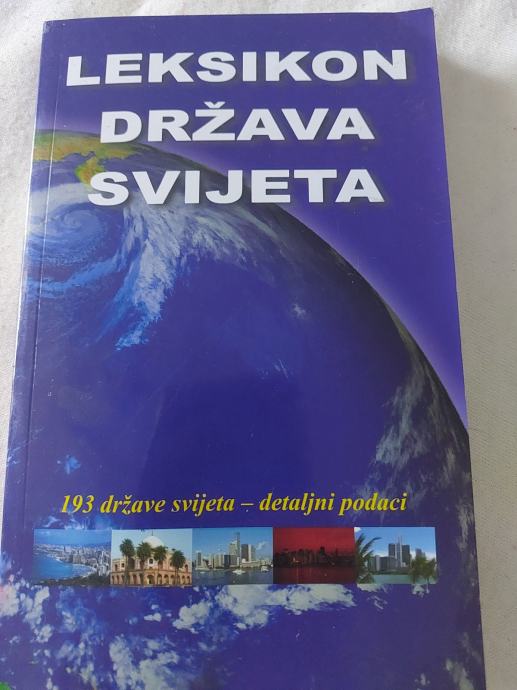 LEKSIKON
DRŽAVA
SVIJETA
193 države svijeta – detaljni podaci